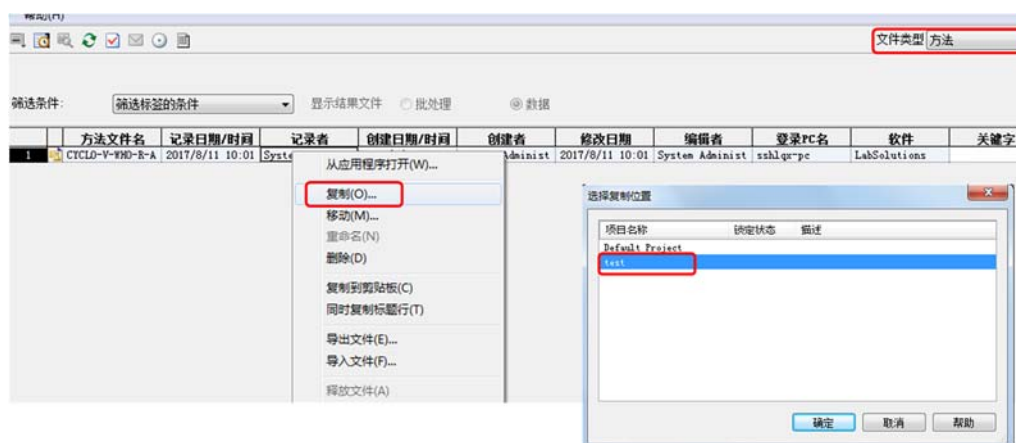 帮助(H)
文件类型 方法
筛选条件: 筛选标签的条件 显示结果文件 批处理 数据
方法文件名 记录日期/时间 记录者 创建日期/时间 创建者 修改日期 编辑者 登录PC名 软件 关键字
1 CYCLO-V-WHO-R-A 2017/8/11 10:01 Syste Administ 2017/8/11 10:01 System Administ sshlqx-pc LabSolutions
从应用程序打开(W)...
复制(O)...
移动(M)...
重命名(N)
删除(D)
复制到剪贴板(C)
同时复制标题行(T)
导出文件(E)...
导入文件(F)...
释放文件(A)
选择复制位置
项目名称 锁定状态 描述
Default Project
test
确定 取消 帮助